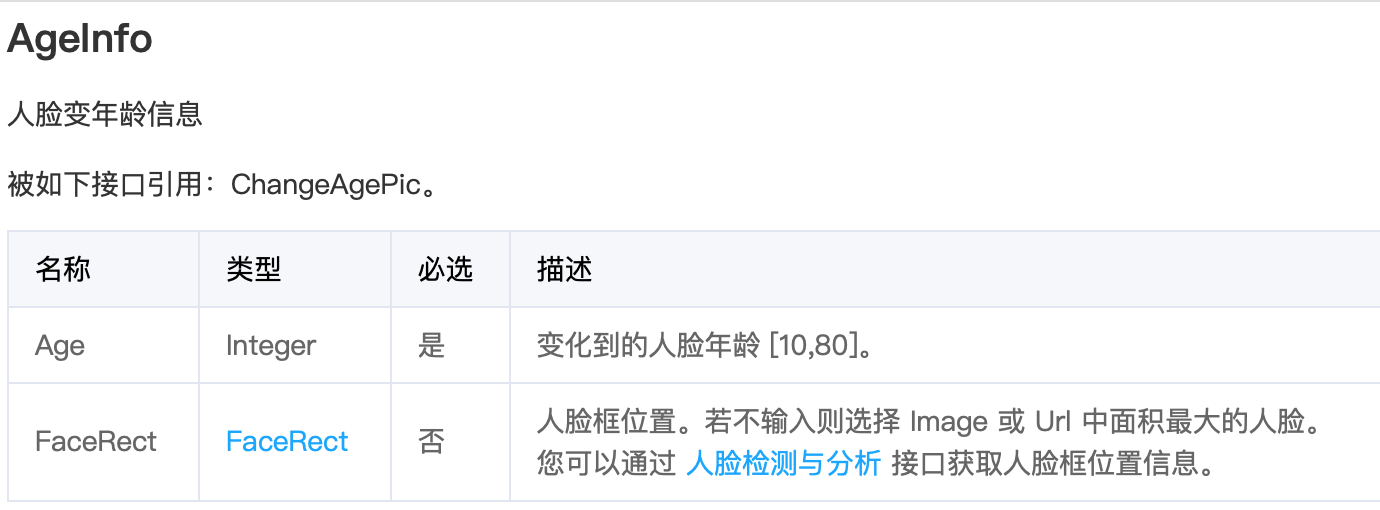 AgeInfo
人脸变年龄信息
被如下接口引用：ChangeAgePic。
名称 类型 必选 描述
Age Integer 是 变化到的人脸年龄 [10,80]。
FaceRect FaceRect 否 人脸框位置。若不输入则选择 Image 或 Url 中面积最大的人脸。
您可以通过 人脸检测与分析 接口获取人脸框位置信息。